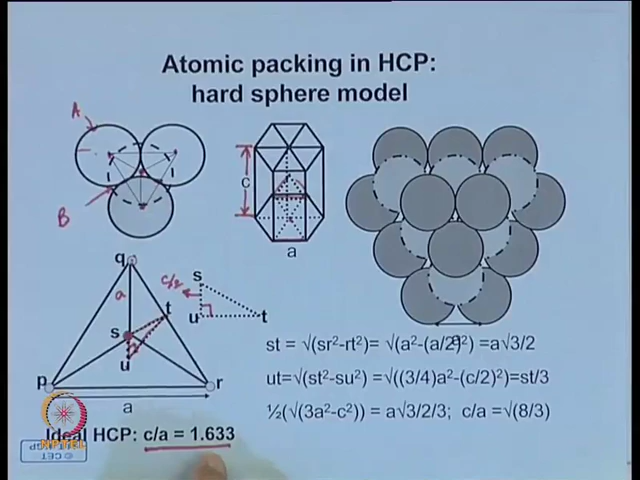 Atomic packing in HCP:
hard sphere model
A
B
c
a
q
a
c/2
s
t
s
u
t
u
p
r
a
a
st = √(sr²-rt²)= √(a²-(a/2)²) =a√3/2
ut=√(st²-su²) =√((3/4)a²-(c/2)²)=st/3
½(√(3a²-c²)) = a√3/2/3; c/a =√(8/3)
Ideal HCP: c/a = 1.633
NPTEL